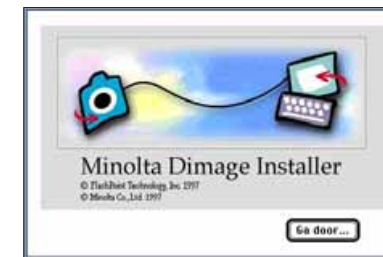 Minolta Dimage Installer
© FlashPoint Technology, Inc. 1997
© Minolta Co., Ltd. 1997
Ga door...